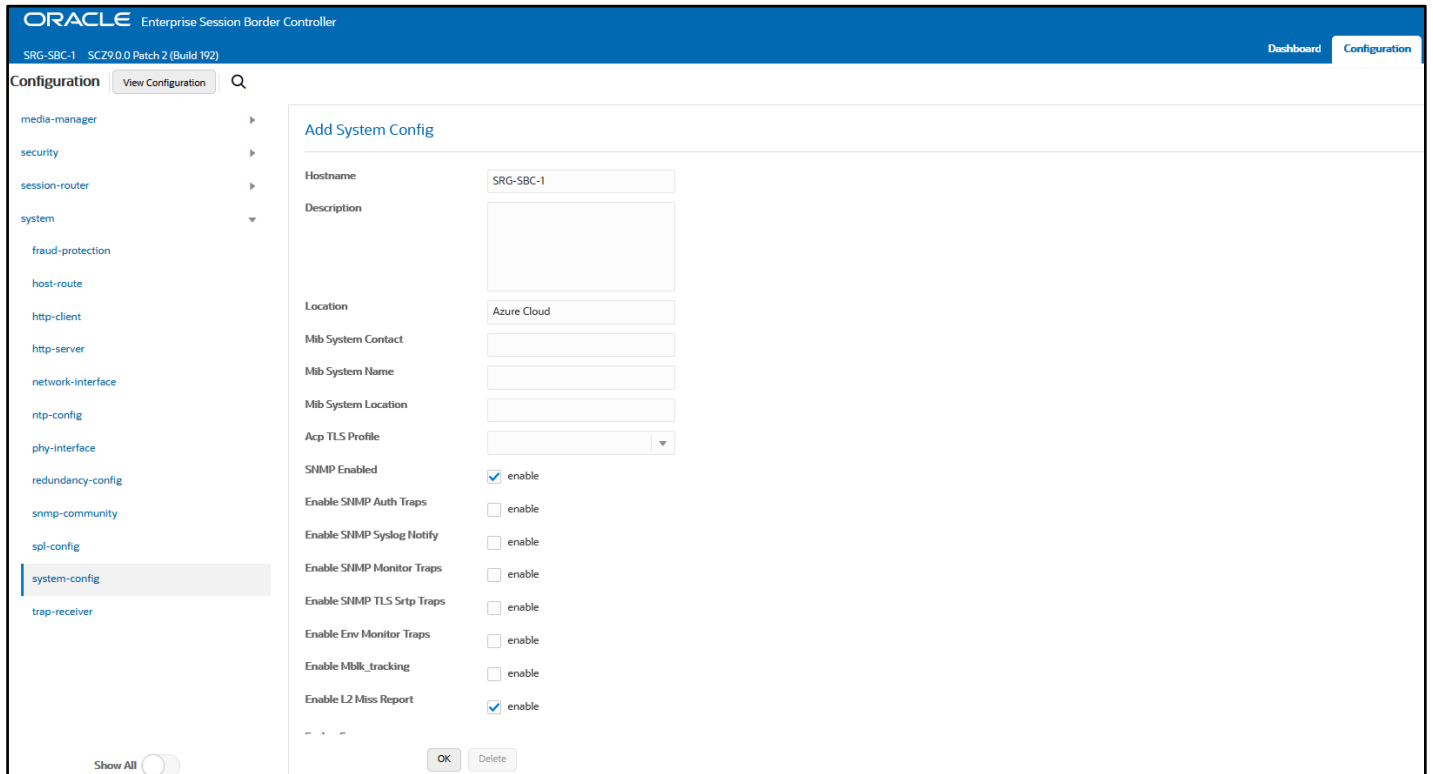 ORACLE Enterprise Session Border Controller
SRG-SBC-1 SCZ9.0.0 Patch 2 (Build 192)
Dashboard
Configuration
Configuration
View Configuration
media-manager
security
session-router
system
fraud-protection
host-route
http-client
http-server
network-interface
ntp-config
phy-interface
redundancy-config
snmp-community
spl-config
system-config
trap-receiver
Show All
Add System Config
Hostname
SRG-SBC-1
Description
Location
Azure Cloud
Mib System Contact
Mib System Name
Mib System Location
Acp TLS Profile
SNMP Enabled
enable
Enable SNMP Auth Traps
enable
Enable SNMP Syslog Notify
enable
Enable SNMP Monitor Traps
enable
Enable SNMP TLS Srtp Traps
enable
Enable Env Monitor Traps
enable
Enable Mblk_tracking
enable
Enable L2 Miss Report
enable
OK
Delete